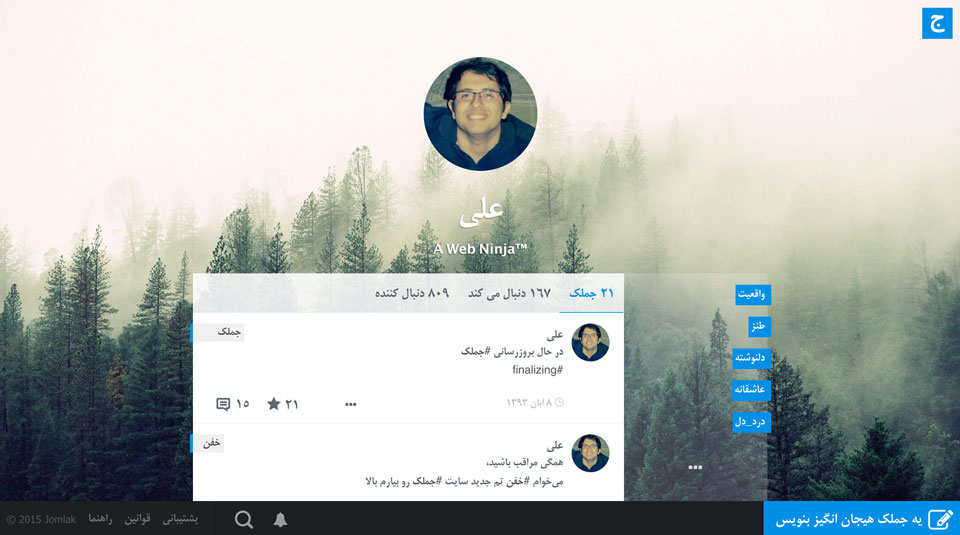 ج
علی
A Web Ninja™
۲۱ جملک
۱۶۷ دنبال می کند
۸۰۹ دنبال کننده
واقعیت
طنز
دلنوشته
عاشقانه
درد_دل
جملک
علی
در حال بروزرسانی #جملک
#finalizing
۸ آبان ۱۳۹۳
۲۱
۱۵
خفن
علی
همگی مراقب باشید،
می‌خوام #خفن تم جدید سایت #جملک رو بیارم بالا
یه جملک هیجان انگیز بنویس
پشتیبانی
قوانین
راهنما
© 2015 Jomlak